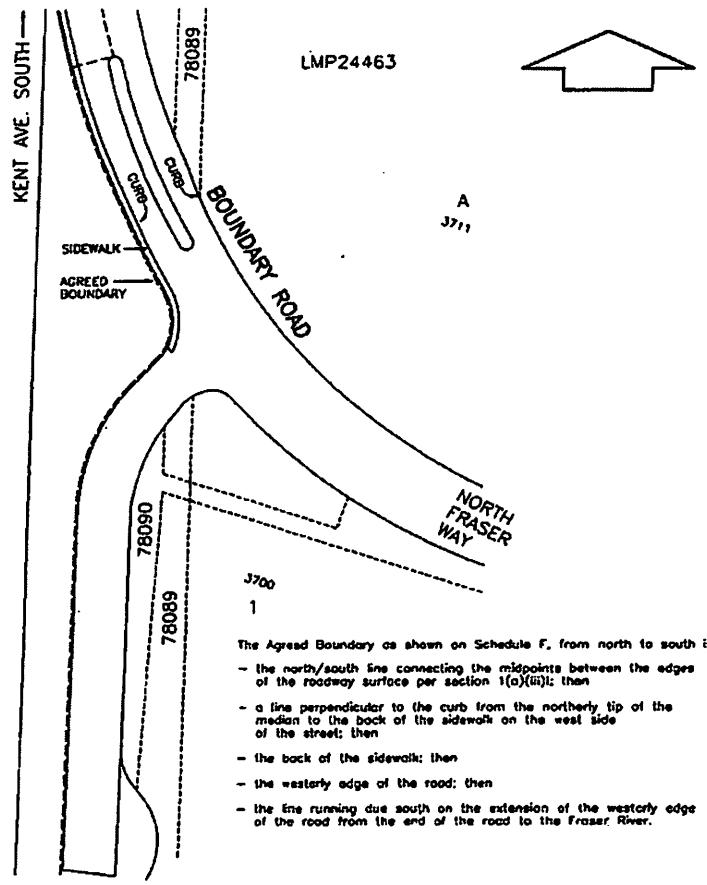 KENT AVE. SOUTH
78089
LMP24463
CURB
CURB
BOUNDARY ROAD
A
3711
SIDEWALK
AGREED
BOUNDARY
NORTH
FRASER
WAY
78090
78089
3700
1
The Agreed Boundary as shown on Schedule F, from north to south i
- the north/south line connecting the midpoints between the edges
of the roadway surface per section 1(a)(iii)l; then
- a line perpendicular to the curb from the northerly tip of the
median to the back of the sidewalk on the west side
of the street; then
- the back of the sidewalk; then
- the westerly edge of the road; then
- the line running due south on the extension of the westerly edge
of the road from the end of the road to the Fraser River.